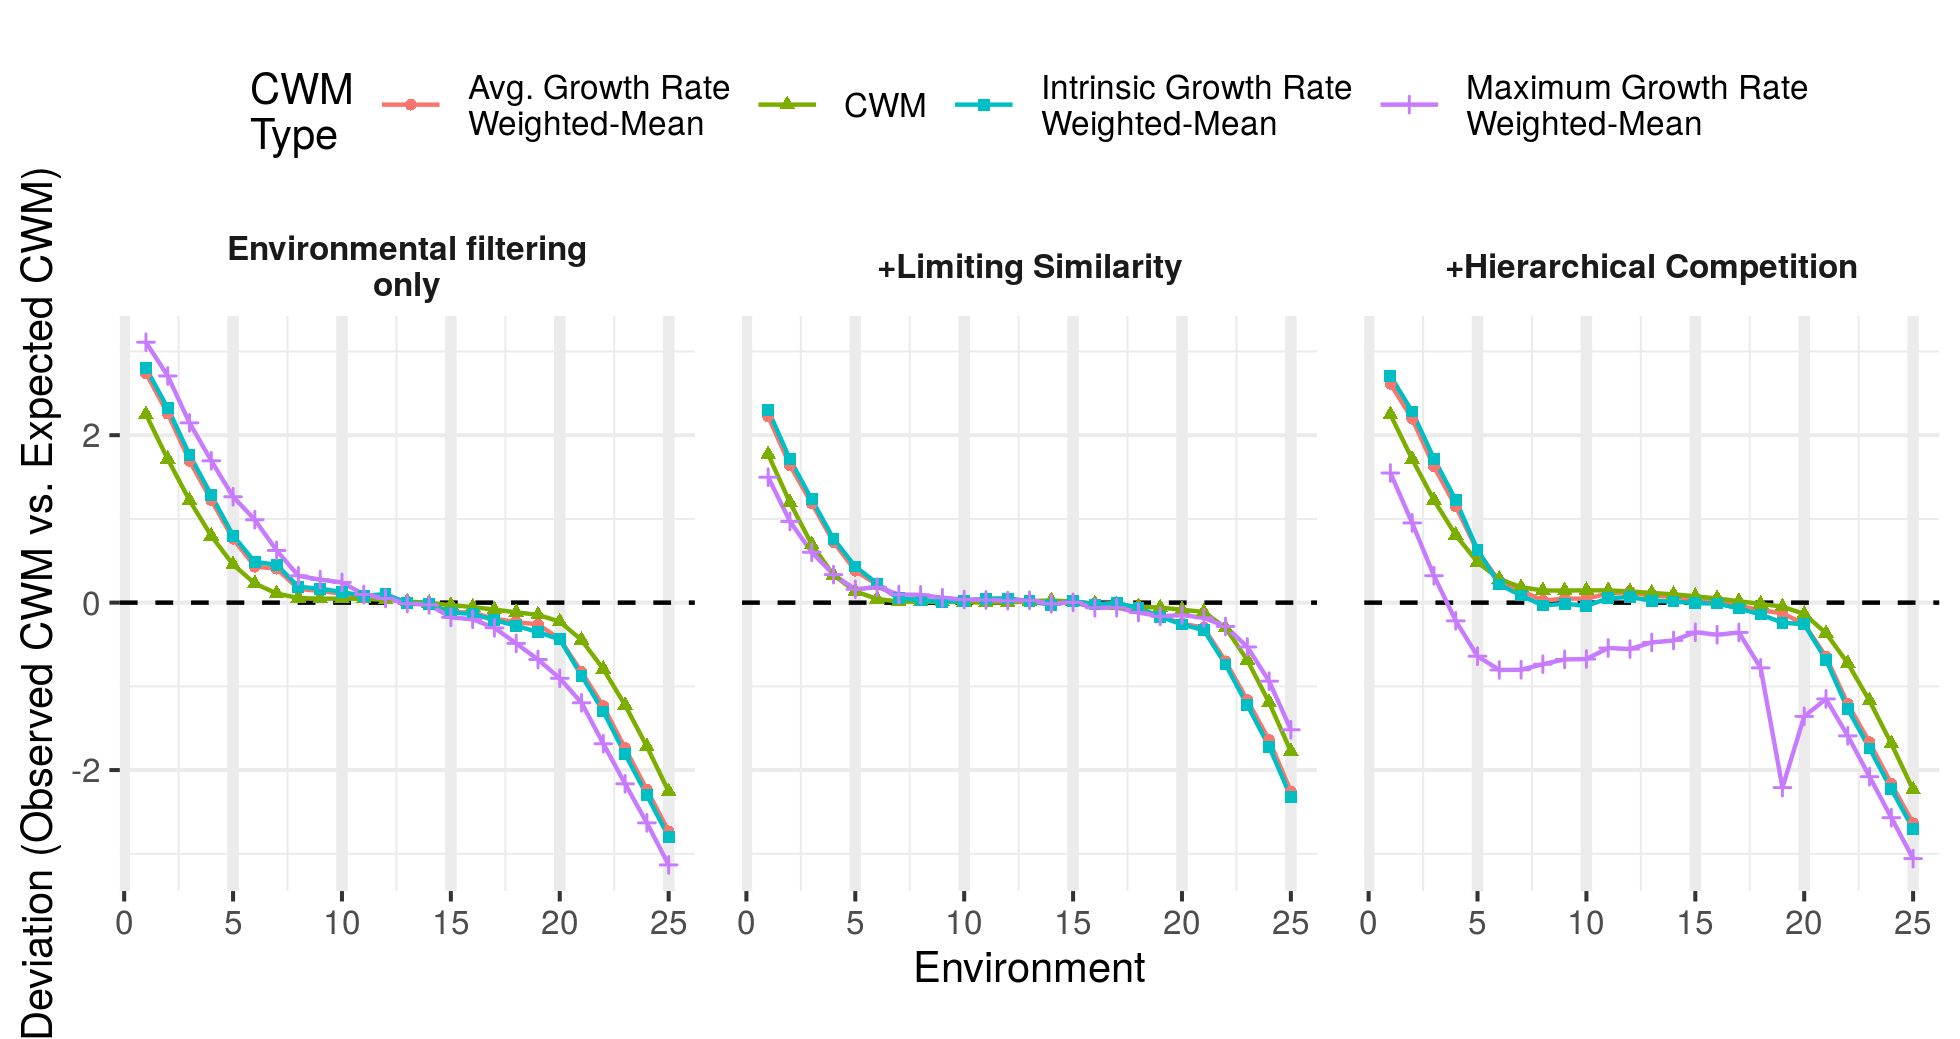 CWM
Type
Avg. Growth Rate
Weighted-Mean
CWM
Intrinsic Growth Rate
Weighted-Mean
Maximum Growth Rate
Weighted-Mean
Deviation (Observed CWM vs. Expected CWM)
Environmental filtering
only
+Limiting Similarity
+Hierarchical Competition
2
0
-2
0 5 10 15 20 25
0 5 10 15 20 25
0 5 10 15 20 25
Environment